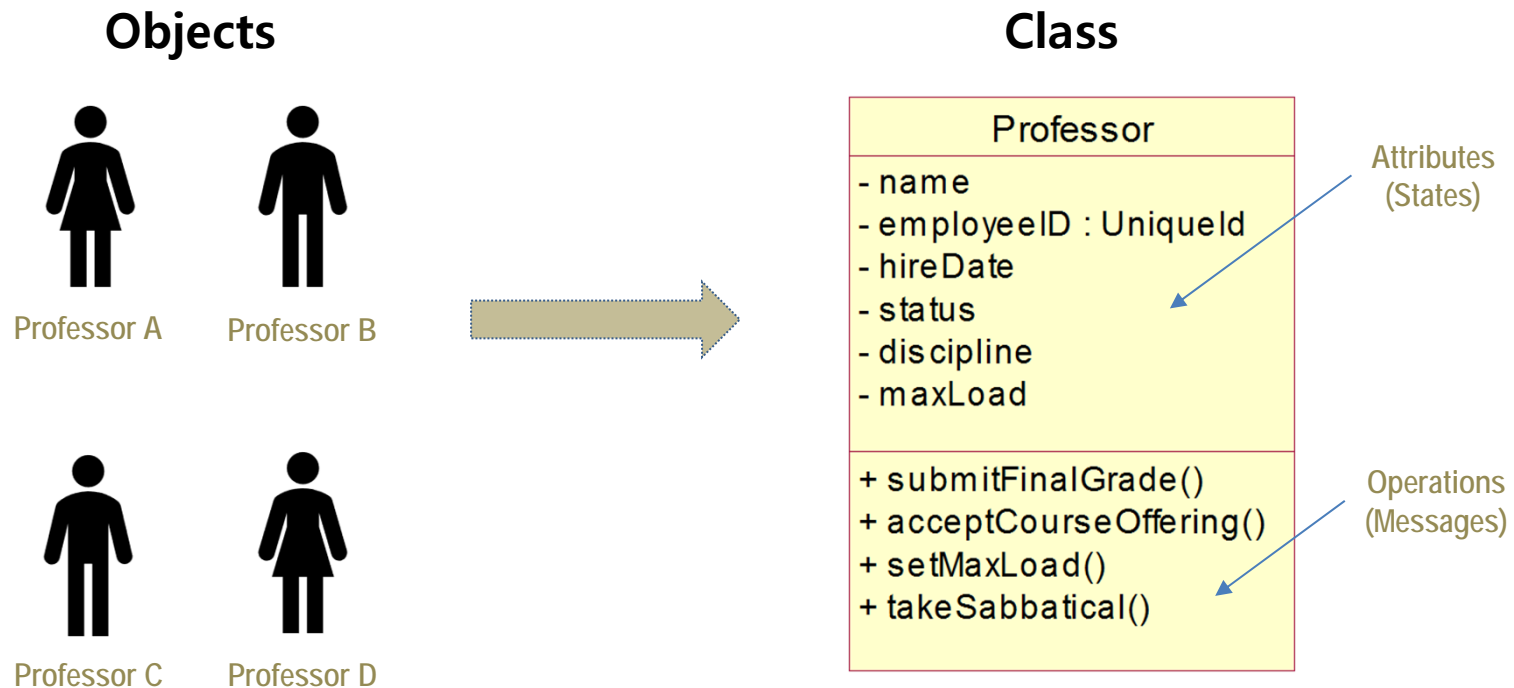 Objects
Professor A
Professor B
Professor C
Professor D
Class
Professor
- name
- employeeID : UniqueId
- hireDate
- status
- discipline
- maxLoad
+ submitFinalGrade()
+ acceptCourseOffering()
+ setMaxLoad()
+ takeSabbatical()
Attributes
(States)
Operations
(Messages)